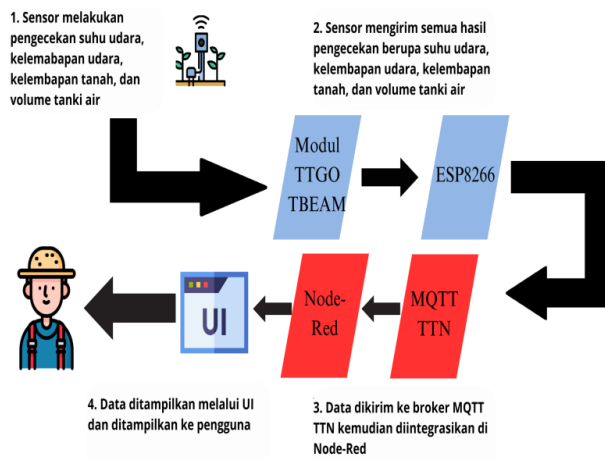 1. Sensor melakukan
pengecekan suhu udara,
kelemabapan udara,
kelembapan tanah, dan
volume tanki air
2. Sensor mengirim semua hasil
pengecekan berupa suhu udara,
kelembapan udara, kelembapan
tanah, dan volume tanki air
Modul
TTGO
TBEAM
ESP8266
UI
Node-
Red
MQTT
TTN
4. Data ditampilkan melalui UI
dan ditampilkan ke pengguna
3. Data dikirim ke broker MQTT
TTN kemudian diintegrasikan di
Node-Red